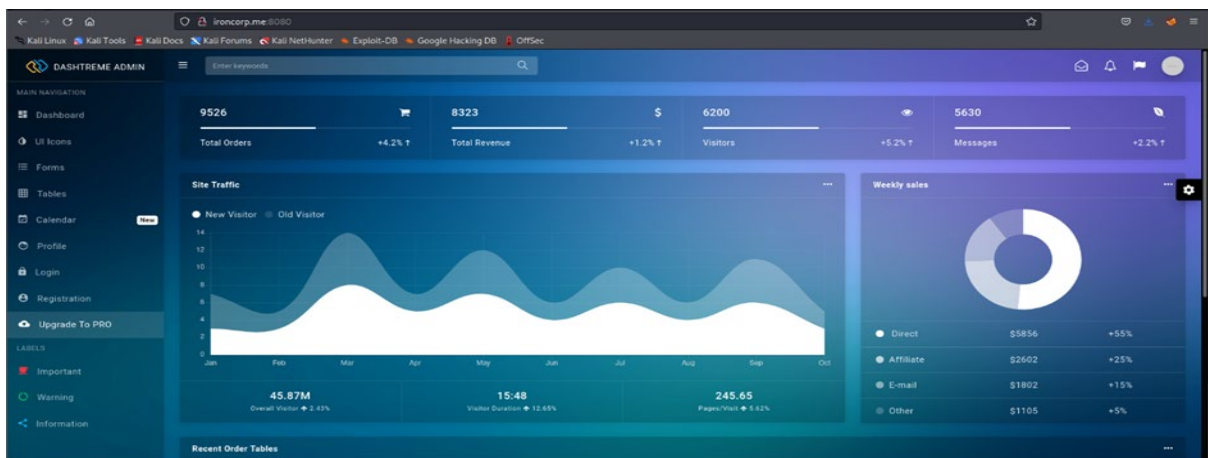 ironcorp.me:8080
Kali Linux Kali Tools Kali Docs Kali Forums Kali NetHunter Exploit-DB Google Hacking DB OffSec
DASHTREME ADMIN
Enter keywords
MAIN NAVIGATION
Dashboard
UI Icons
Forms
Tables
Calendar New
Profile
Login
Registration
Upgrade To PRO
LABELS
Important
Warning
Information
9526
Total Orders +4.2% ↑
8323 $
Total Revenue +1.2% ↑
6200
Visitors +5.2% ↑
5630
Messages +2.2% ↑
Site Traffic ...
New Visitor Old Visitor
14
12
10
8
6
4
2
0
Jan Feb Mar Apr May Jun Jul Aug Sep Oct
45.87M
Overall Visitor ↑ 2.43%
15:48
Visitor Duration ↑ 12.65%
245.65
Pages/Visit ↑ 5.62%
Weekly sales ...
Direct $5856 +55%
Affiliate $2602 +25%
E-mail $1802 +15%
Other $1105 +5%
Recent Order Tables ...